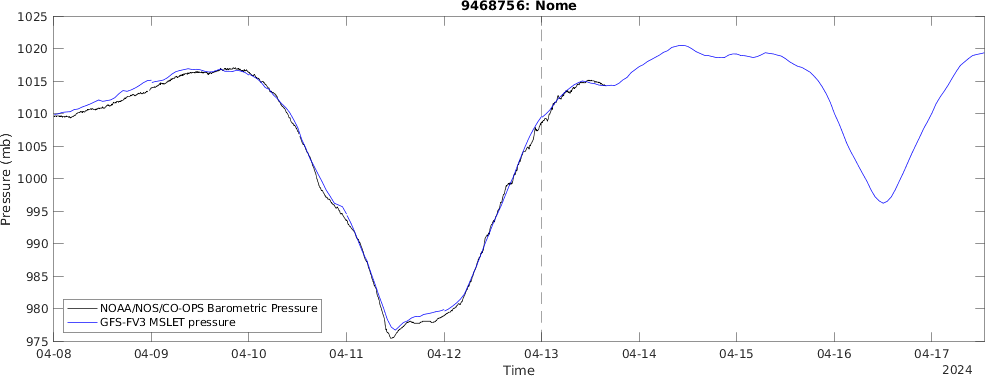 9468756: Nome
1025
1020
1015
1010
1005
1000
995
990
985
980
975
Pressure (mb)
NOAA/NOS/CO-OPS Barometric Pressure
GFS-FV3 MSLET pressure
04-08 04-09 04-10 04-11 04-12 04-13 04-14 04-15 04-16 04-17
Time
2024